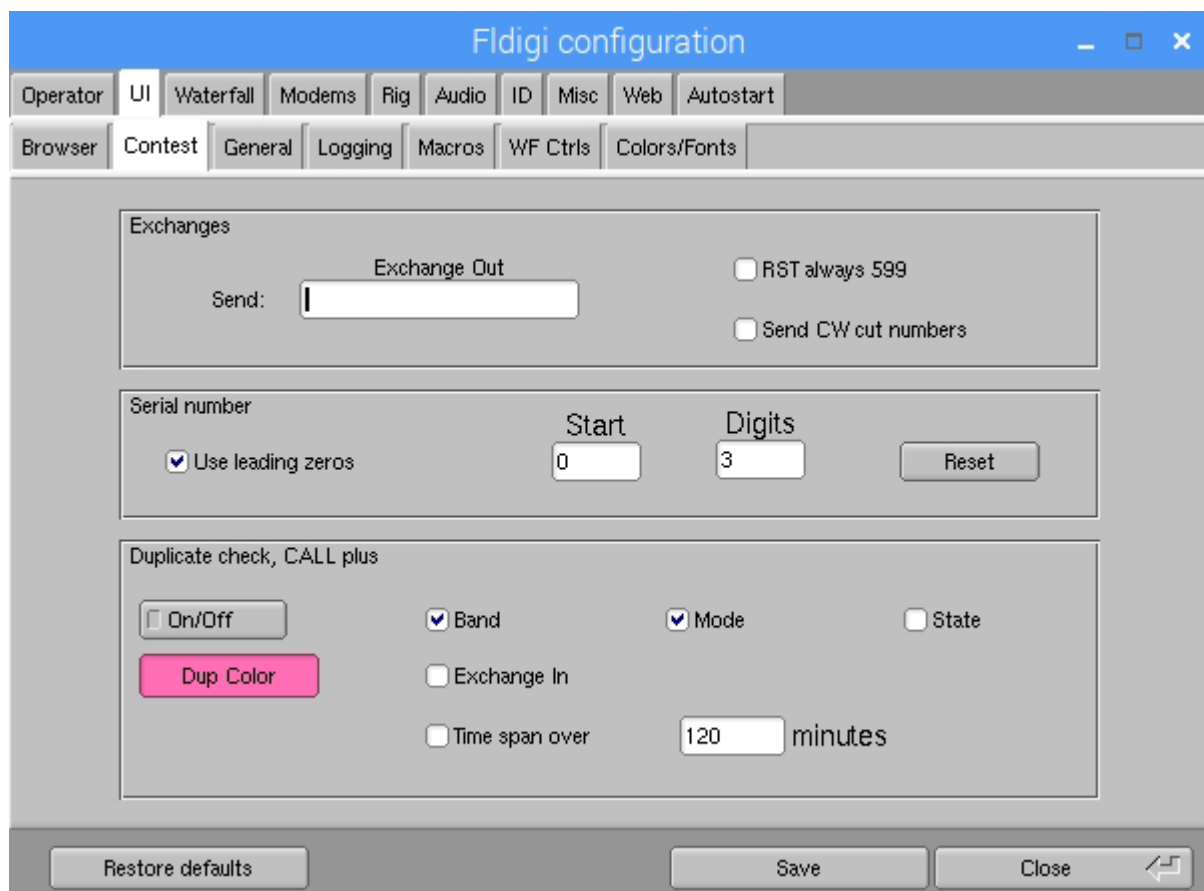 Fldigi configuration
Operator UI Waterfall Modems Rig Audio ID Misc Web Autostart
Browser Contest General Logging Macros WF Ctrls Colors/Fonts
Exchanges
Exchange Out
RST always 599
Send:
Send CW cut numbers
Serial number
Start Digits
Use leading zeros 0 3 Reset
Duplicate check, CALL plus
On/Off Band Mode State
Dup Color Exchange In
Time span over 120 minutes
Restore defaults Save Close